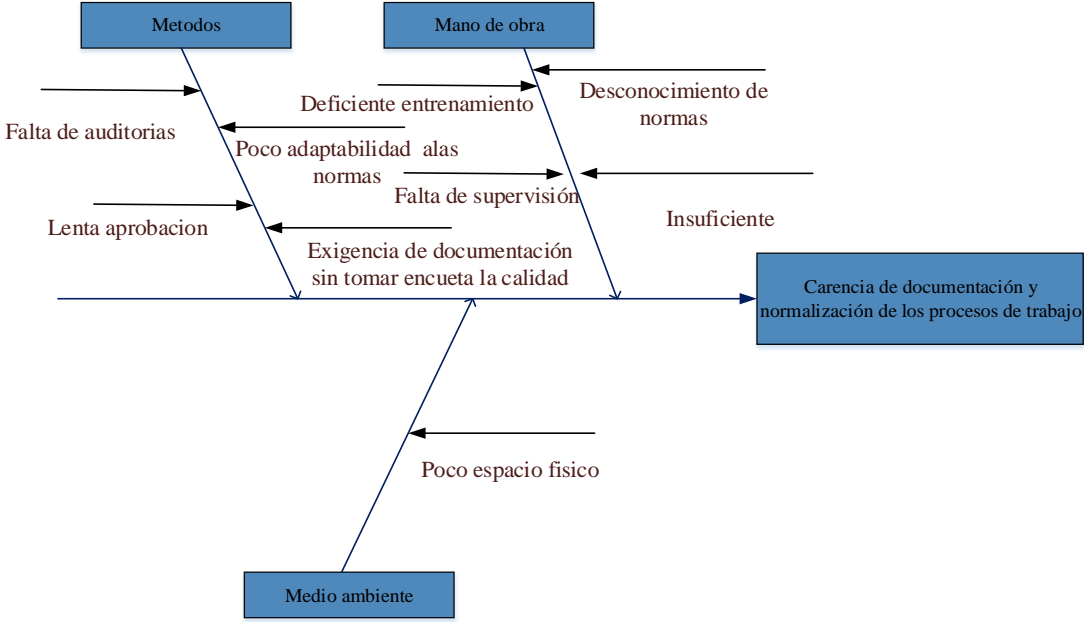 Metodos
Mano de obra
Deficiente entrenamiento
Desconocimiento de
normas
Falta de auditorias
Poco adaptabilidad alas
normas
Falta de supervisión
Insuficiente
Lenta aprobacion
Exigencia de documentación
sin tomar encueta la calidad
Carencia de documentación y
normalización de los procesos de trabajo
Poco espacio fisico
Medio ambiente